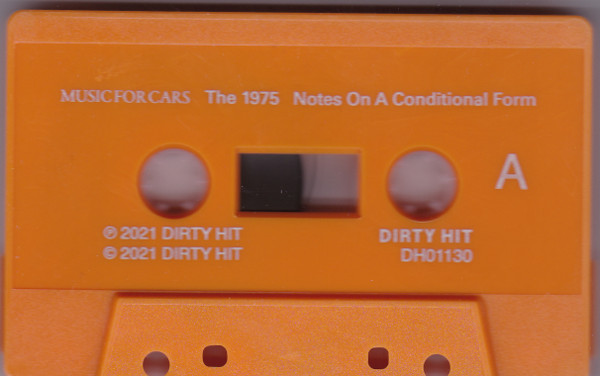 MUSIC FOR CARS The 1975 Notes On A Conditional Form
A
℗ 2021 DIRTY HIT
© 2021 DIRTY HIT
DIRTY HIT
DH01130